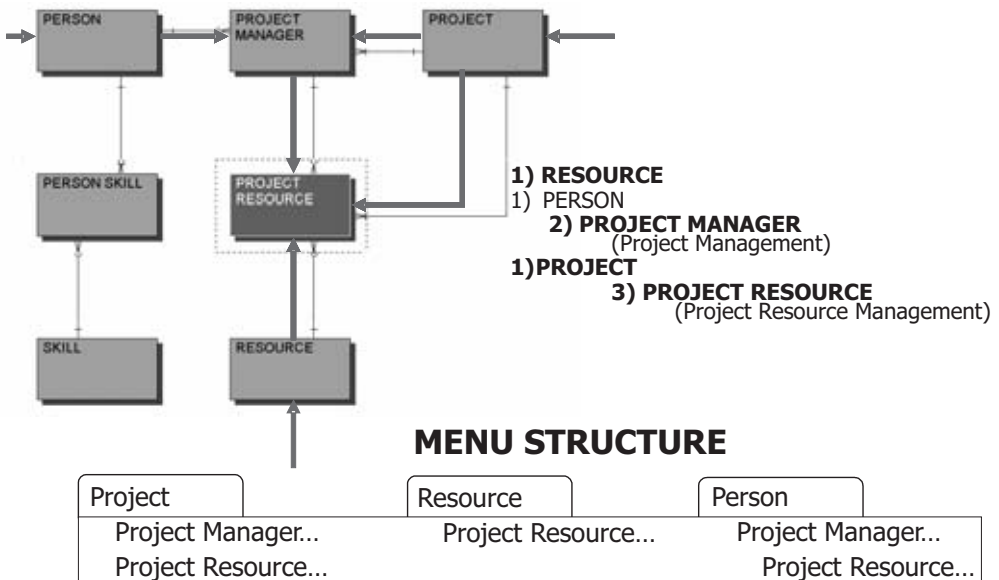 PERSON
PROJECT
MANAGER
PROJECT
PERSON SKILL
PROJECT
RESOURCE
1) RESOURCE
1) PERSON
2) PROJECT MANAGER
(Project Management)
1)PROJECT
3) PROJECT RESOURCE
(Project Resource Management)
SKILL
RESOURCE
MENU STRUCTURE
Project
Resource
Person
Project Manager...
Project Resource...
Project Manager...
Project Resource...
Project Resource...